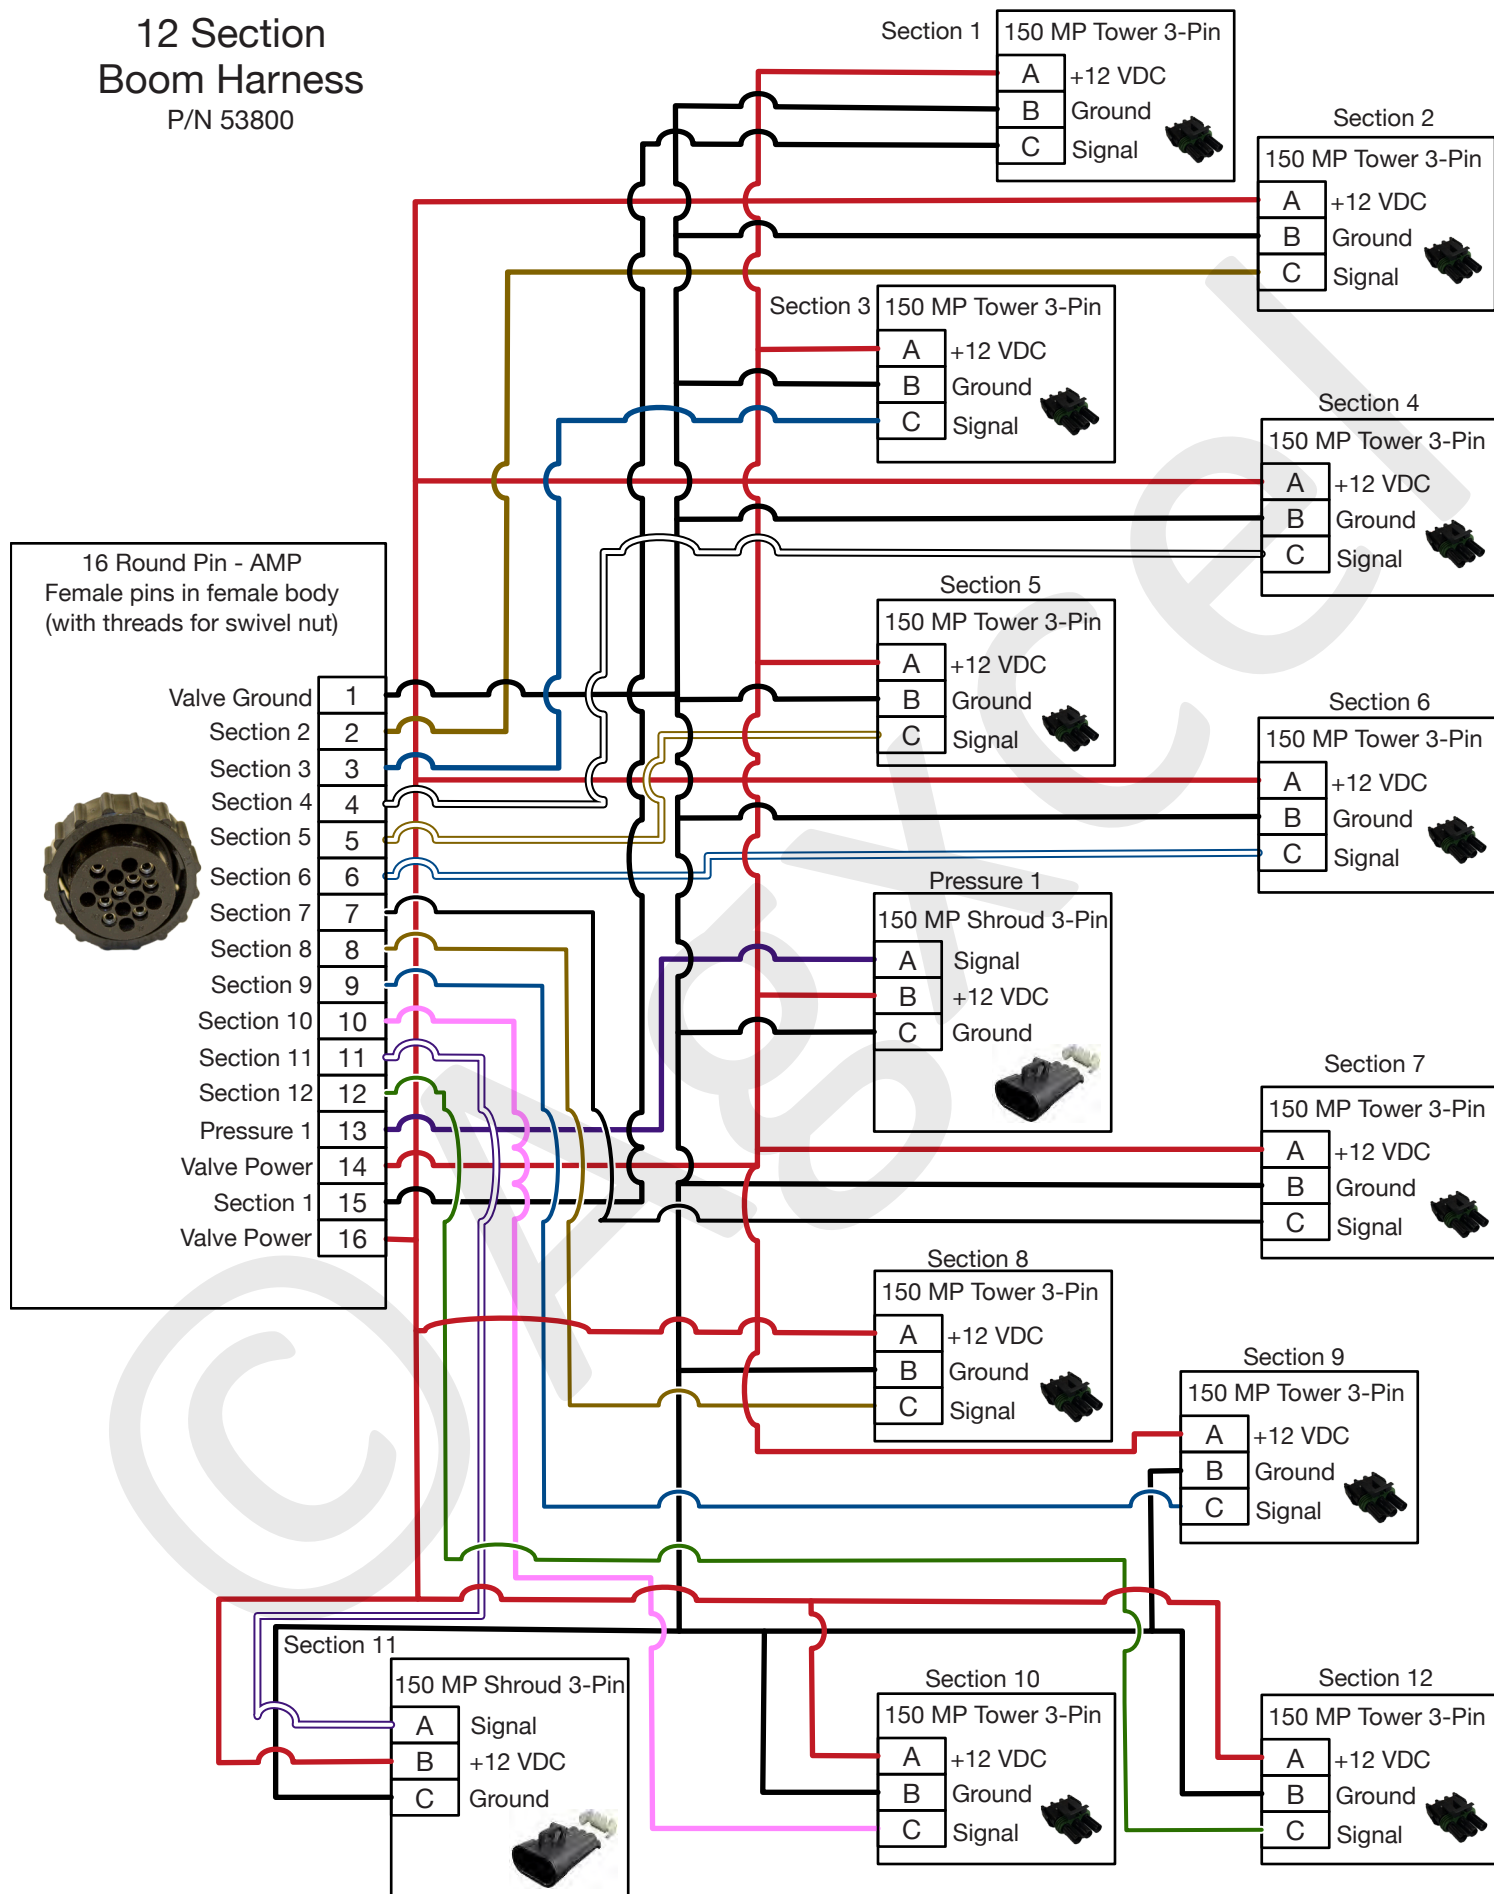 12 Section
Boom Harness
P/N 53800
Section 1
150 MP Tower 3-Pin
A +12 VDC
B Ground
C Signal
Section 2
150 MP Tower 3-Pin
A +12 VDC
B Ground
C Signal
Section 3
150 MP Tower 3-Pin
A +12 VDC
B Ground
C Signal
Section 4
150 MP Tower 3-Pin
A +12 VDC
B Ground
C Signal
16 Round Pin - AMP
Female pins in female body
(with threads for swivel nut)
Valve Ground 1
Section 2 2
Section 3 3
Section 4 4
Section 5 5
Section 6 6
Section 7 7
Section 8 8
Section 9 9
Section 10 10
Section 11 11
Section 12 12
Pressure 1 13
Valve Power 14
Section 1 15
Valve Power 16
Section 5
150 MP Tower 3-Pin
A +12 VDC
B Ground
C Signal
Section 6
150 MP Tower 3-Pin
A +12 VDC
B Ground
C Signal
Pressure 1
150 MP Shroud 3-Pin
A Signal
B +12 VDC
C Ground
Section 7
150 MP Tower 3-Pin
A +12 VDC
B Ground
C Signal
Section 8
150 MP Tower 3-Pin
A +12 VDC
B Ground
C Signal
Section 9
150 MP Tower 3-Pin
A +12 VDC
B Ground
C Signal
Section 11
150 MP Shroud 3-Pin
A Signal
B +12 VDC
C Ground
Section 10
150 MP Tower 3-Pin
A +12 VDC
B Ground
C Signal
Section 12
150 MP Tower 3-Pin
A +12 VDC
B Ground
C Signal
© Agxcel